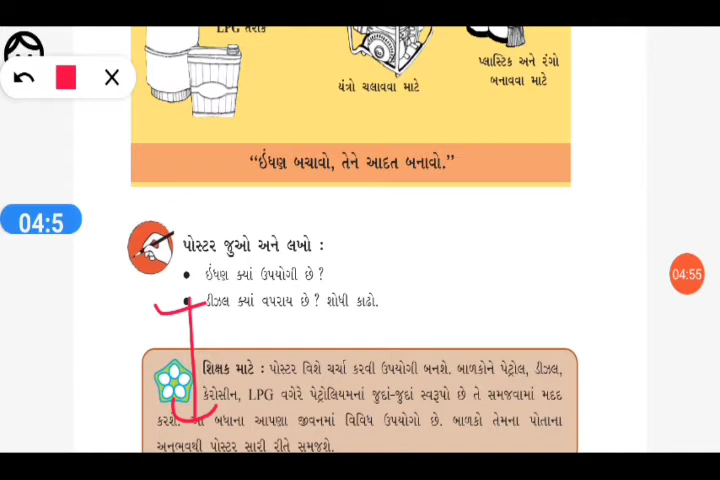 LPG તરીકે
યંત્રો ચલાવવા માટે
પ્લાસ્ટિક અને રંગો
બનાવવા માટે
“ઈંધણ બચાવો, તેને આદત બનાવો.”
04:5
પોસ્ટર જુઓ અને લખો :
• ઇંધણ ક્યાં ઉપયોગી છે ?
• ડીઝલ ક્યાં વપરાય છે ? શોધી કાઢો.
04:55
શિક્ષક માટે : પોસ્ટર વિશે ચર્ચા કરવી ઉપયોગી બનશે. બાળકોને પેટ્રોલ, ડીઝલ,
કેરોસીન, LPG વગેરે પેટ્રોલિયમનાં જુદાં-જુદાં સ્વરૂપો છે તે સમજવામાં મદદ
કરશે. આ બધાના આપણા જીવનમાં વિવિધ ઉપયોગો છે. બાળકો તેમના પોતાના
અનુભવથી પોસ્ટર સારી રીતે સમજશે.